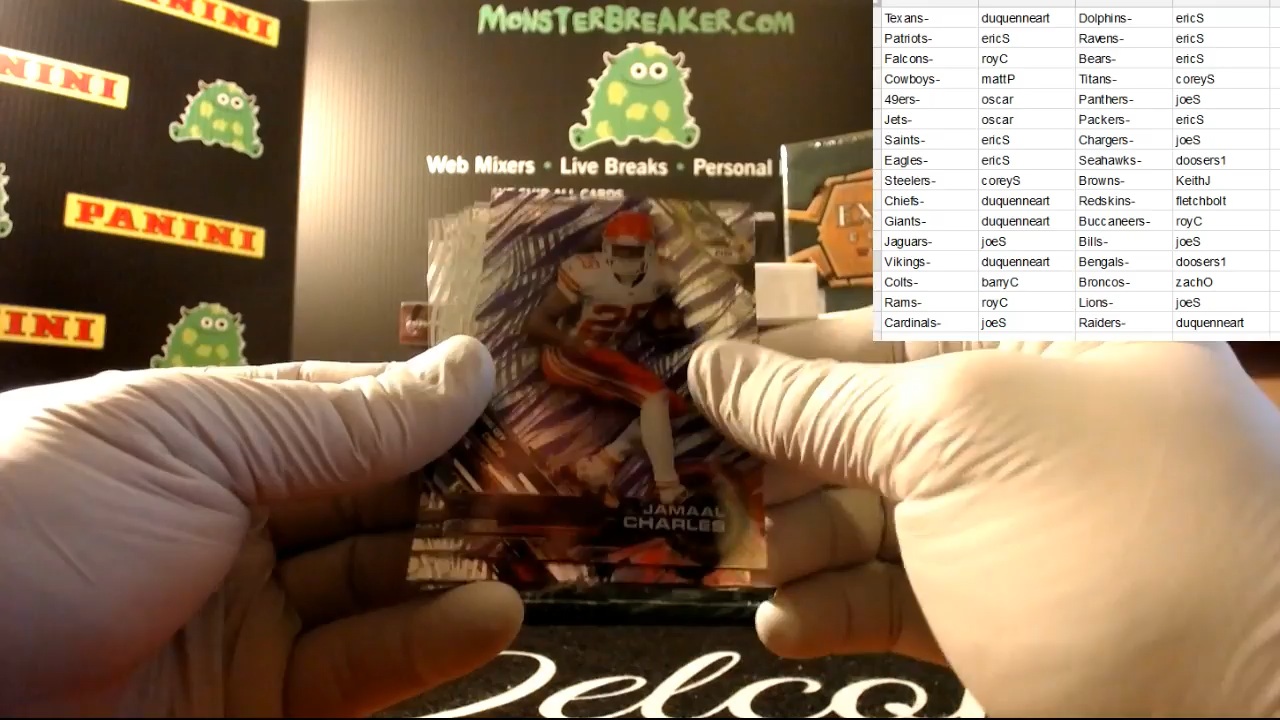 MONSTERBREAKER.COM
Web Mixers • Live Breaks • Personal
PANINI
JAMAAL
CHARLES
Delco
Texans- duquenneart Dolphins- ericS
Patriots- ericS Ravens- ericS
Falcons- royC Bears- ericS
Cowboys- mattP Titans- coreyS
49ers- oscar Panthers- joeS
Jets- oscar Packers- ericS
Saints- ericS Chargers- joeS
Eagles- ericS Seahawks- doosers1
Steelers- coreyS Browns- KeithJ
Chiefs- duquenneart Redskins- fletchbolt
Giants- duquenneart Buccaneers- royC
Jaguars- joeS Bills- joeS
Vikings- duquenneart Bengals- doosers1
Colts- barryC Broncos- zachO
Rams- royC Lions- joeS
Cardinals- joeS Raiders- duquenneart